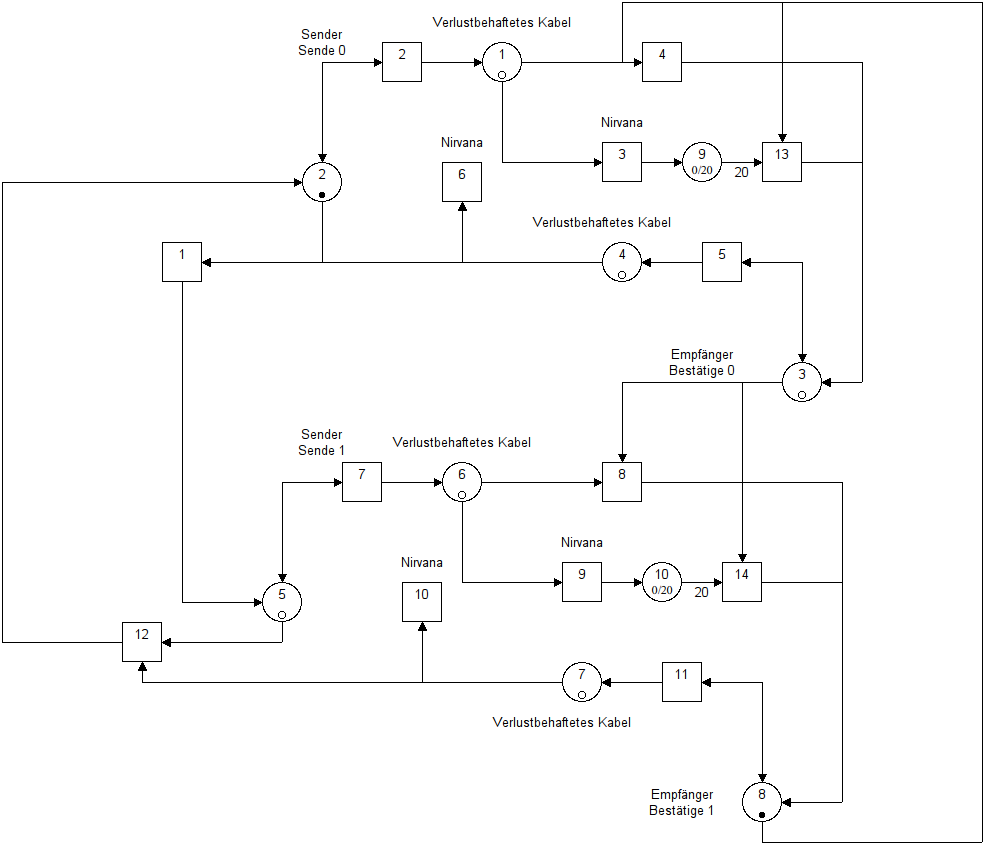 Verlustbehaftetes Kabel
Sender
Sende 0
2
1
4
Nirvana
Nirvana
3
9
0/20
20
13
6
2
Verlustbehaftetes Kabel
1
4
5
Empfänger
Bestätige 0
3
Sender
Sende 1
Verlustbehaftetes Kabel
7
6
8
Nirvana
Nirvana
9
10
0/20
20
14
10
5
12
7
11
Verlustbehaftetes Kabel
Empfänger
Bestätige 1
8